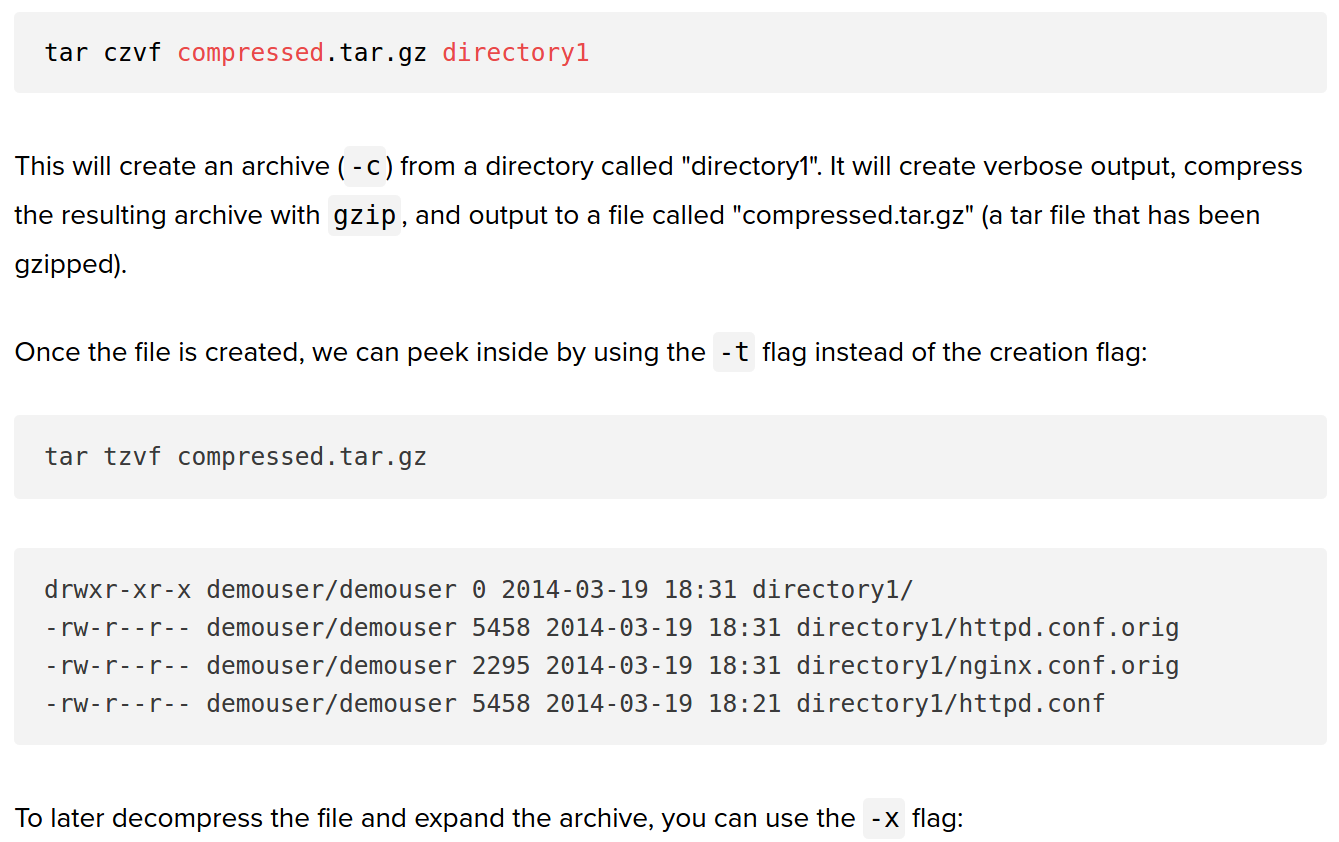 tar czvf compressed.tar.gz directory1
This will create an archive (-c) from a directory called "directory1". It will create verbose output, compress
the resulting archive with gzip, and output to a file called "compressed.tar.gz" (a tar file that has been
gzipped).
Once the file is created, we can peek inside by using the -t flag instead of the creation flag:
tar tzvf compressed.tar.gz
drwxr-xr-x demouser/demouser 0 2014-03-19 18:31 directory1/
-rw-r--r-- demouser/demouser 5458 2014-03-19 18:31 directory1/httpd.conf.orig
-rw-r--r-- demouser/demouser 2295 2014-03-19 18:31 directory1/nginx.conf.orig
-rw-r--r-- demouser/demouser 5458 2014-03-19 18:21 directory1/httpd.conf
To later decompress the file and expand the archive, you can use the -x flag: